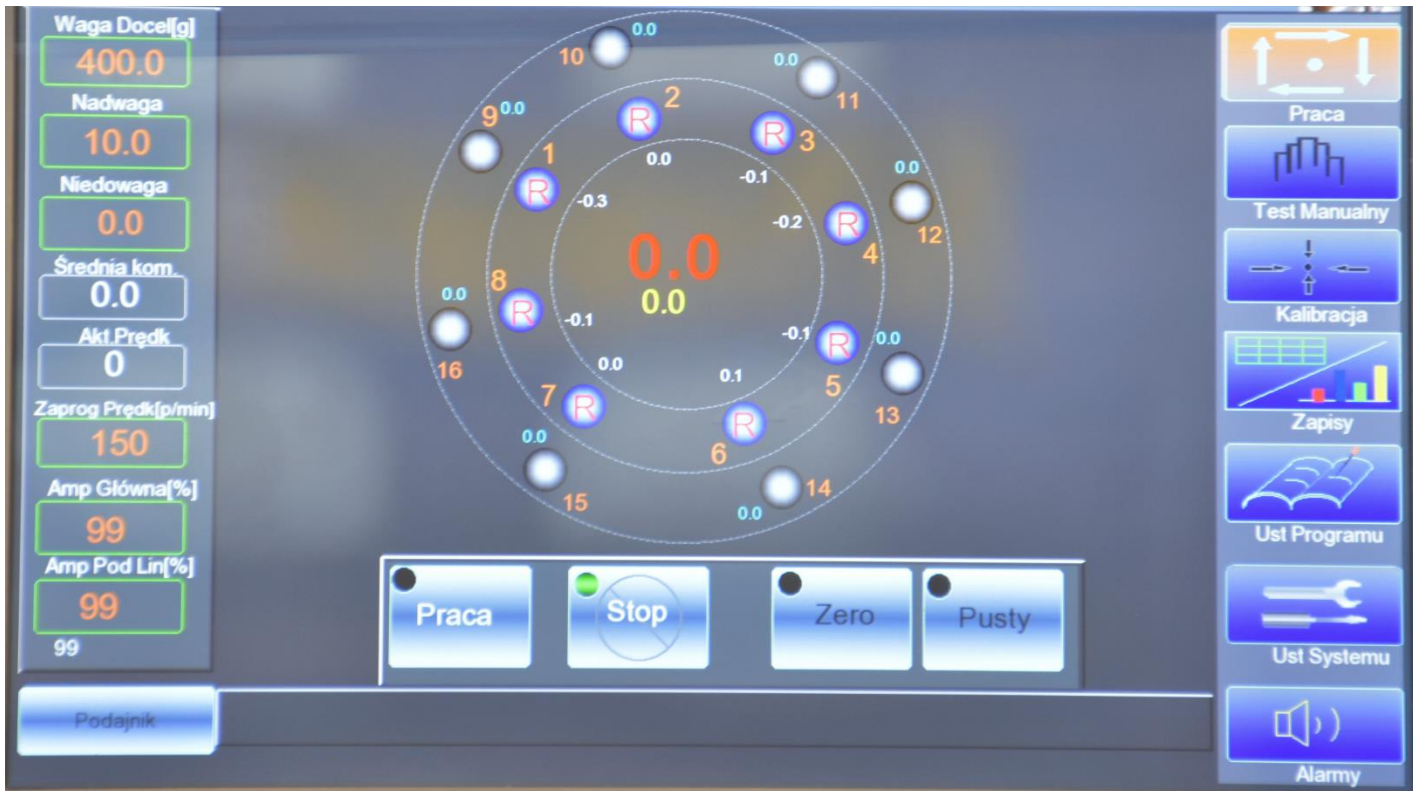 Waga Docel[g]
400.0
Nadwaga
10.0
Niedowaga
0.0
Średnia kom.
0.0
Akt.Prędk
0
Zaprog Prędk[p/min]
150
Amp Główna[%]
99
Amp Pod Lin[%]
99
99
Podajnik
10 0.0
0.0 11
9 0.0
2 R 0.0
3 R -0.1
1 R -0.3
0.0 12
4 R -0.2
0.0
0.0
8 R -0.1
0.0 16
5 R -0.1
0.0 13
7 R 0.0
6 R 0.1
0.0 15
0.0 14
Praca
Stop
Zero
Pusty
Praca
Test Manualny
Kalibracja
Zapisy
Ust Programu
Ust Systemu
Alarmy